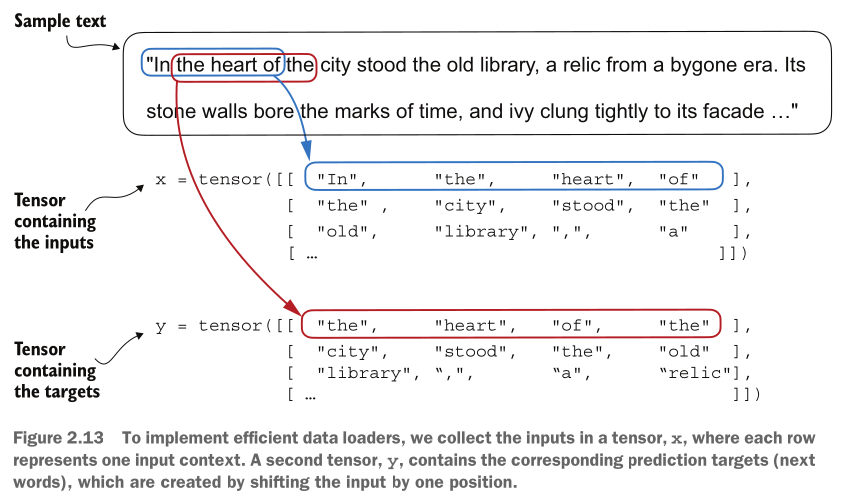 Sample text
"In the heart of the city stood the old library, a relic from a bygone era. Its
stone walls bore the marks of time, and ivy clung tightly to its facade …"
x = tensor([[ "In", "the", "heart", "of" ],
[ "the" , "city", "stood", "the" ],
[ "old", "library", ",", "a" ],
[ … ]])
Tensor
containing
the inputs
y = tensor([[ "the", "heart", "of", "the" ],
[ "city", "stood", "the", "old" ],
[ "library", “,", “a", “relic"],
[ … ]])
Tensor
containing
the targets
Figure 2.13 To implement efficient data loaders, we collect the inputs in a tensor, x, where each row
represents one input context. A second tensor, y, contains the corresponding prediction targets (next
words), which are created by shifting the input by one position.